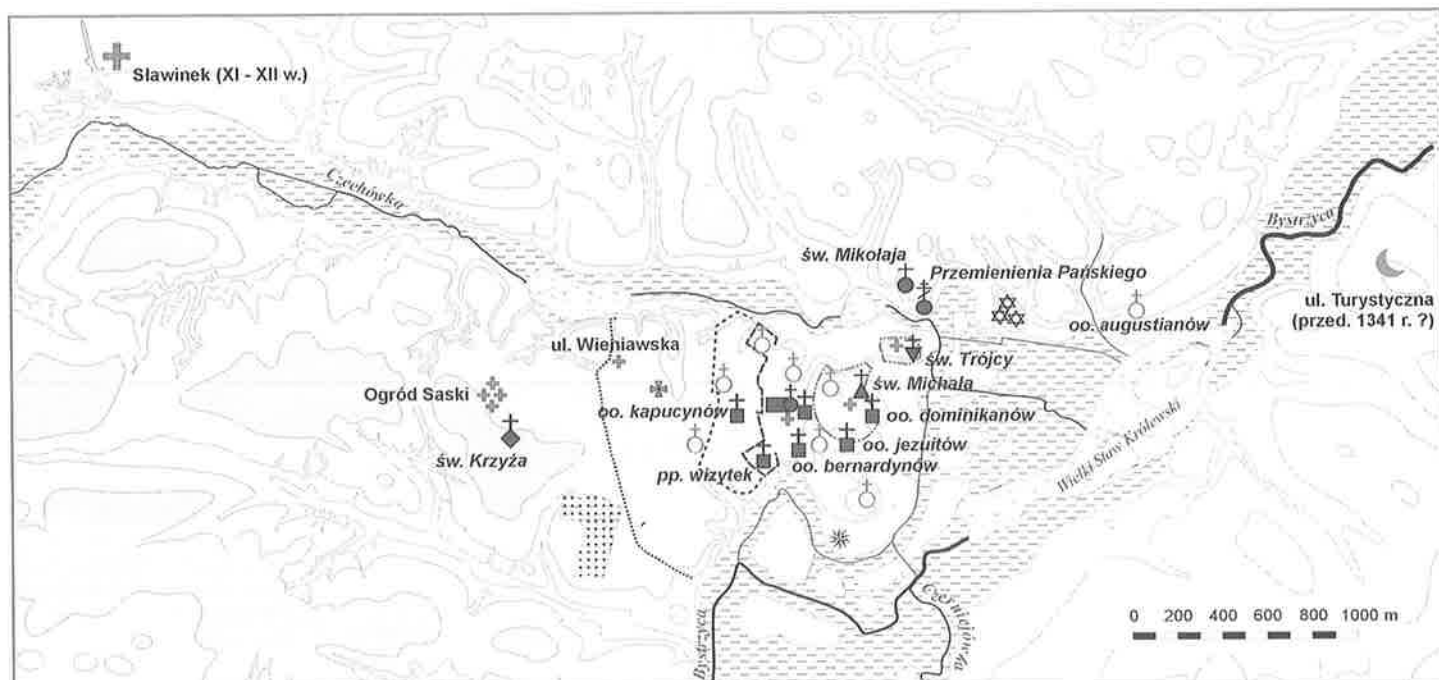 Sławinek (XI - XII w.)
Czechówka
Bystrzyca
św. Mikołaja
Przemienienia Pańskiego
ul. Turystyczna
(przed. 1341 r. ?)
oo. augustianów
ul. Wieniawska
św. Trójcy
Ogród Saski
św. Michała
oo. kapucynów
oo. dominikanów
oo. jezuitów
św. Krzyża
pp. wizytek
oo. bernardynów
Wielki Staw Królewski
Bystrzyca
Czerniejówka
0 200 400 600 800 1000 m